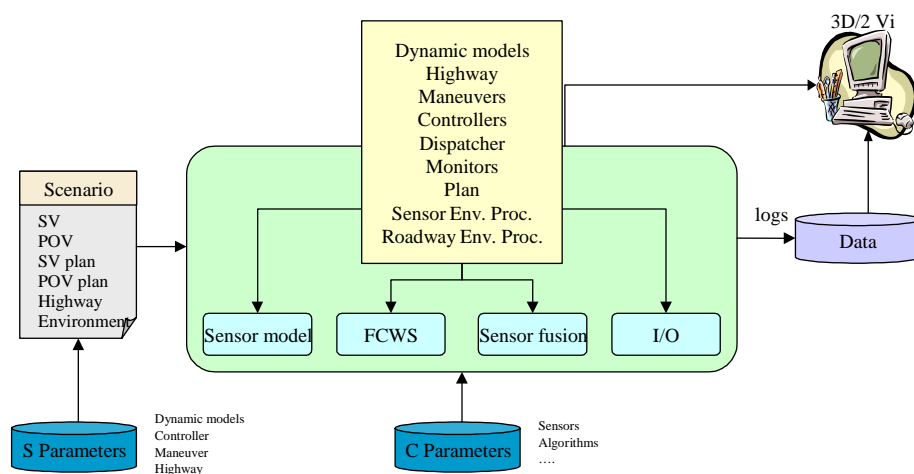 3D/2 Vi
Dynamic models
Highway
Maneuvers
Controllers
Dispatcher
Monitors
Plan
Sensor Env. Proc.
Roadway Env. Proc.
Scenario
SV
POV
SV plan
POV plan
Highway
Environment
logs
Data
Sensor model
FCWS
Sensor fusion
I/O
S Parameters
Dynamic models
Controller
Maneuver
Highway
C Parameters
Sensors
Algorithms
....